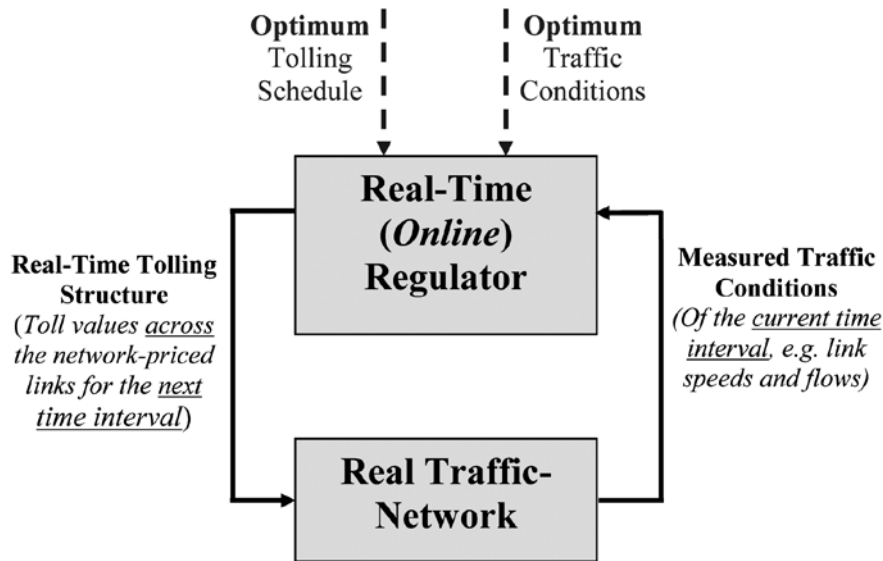 Optimum
Tolling
Schedule
Optimum
Traffic
Conditions
Real-Time
(Online)
Regulator
Real-Time Tolling
Structure
(Toll values across
the network-priced
links for the next
time interval)
Measured Traffic
Conditions
(Of the current time
interval, e.g. link
speeds and flows)
Real Traffic-
Network